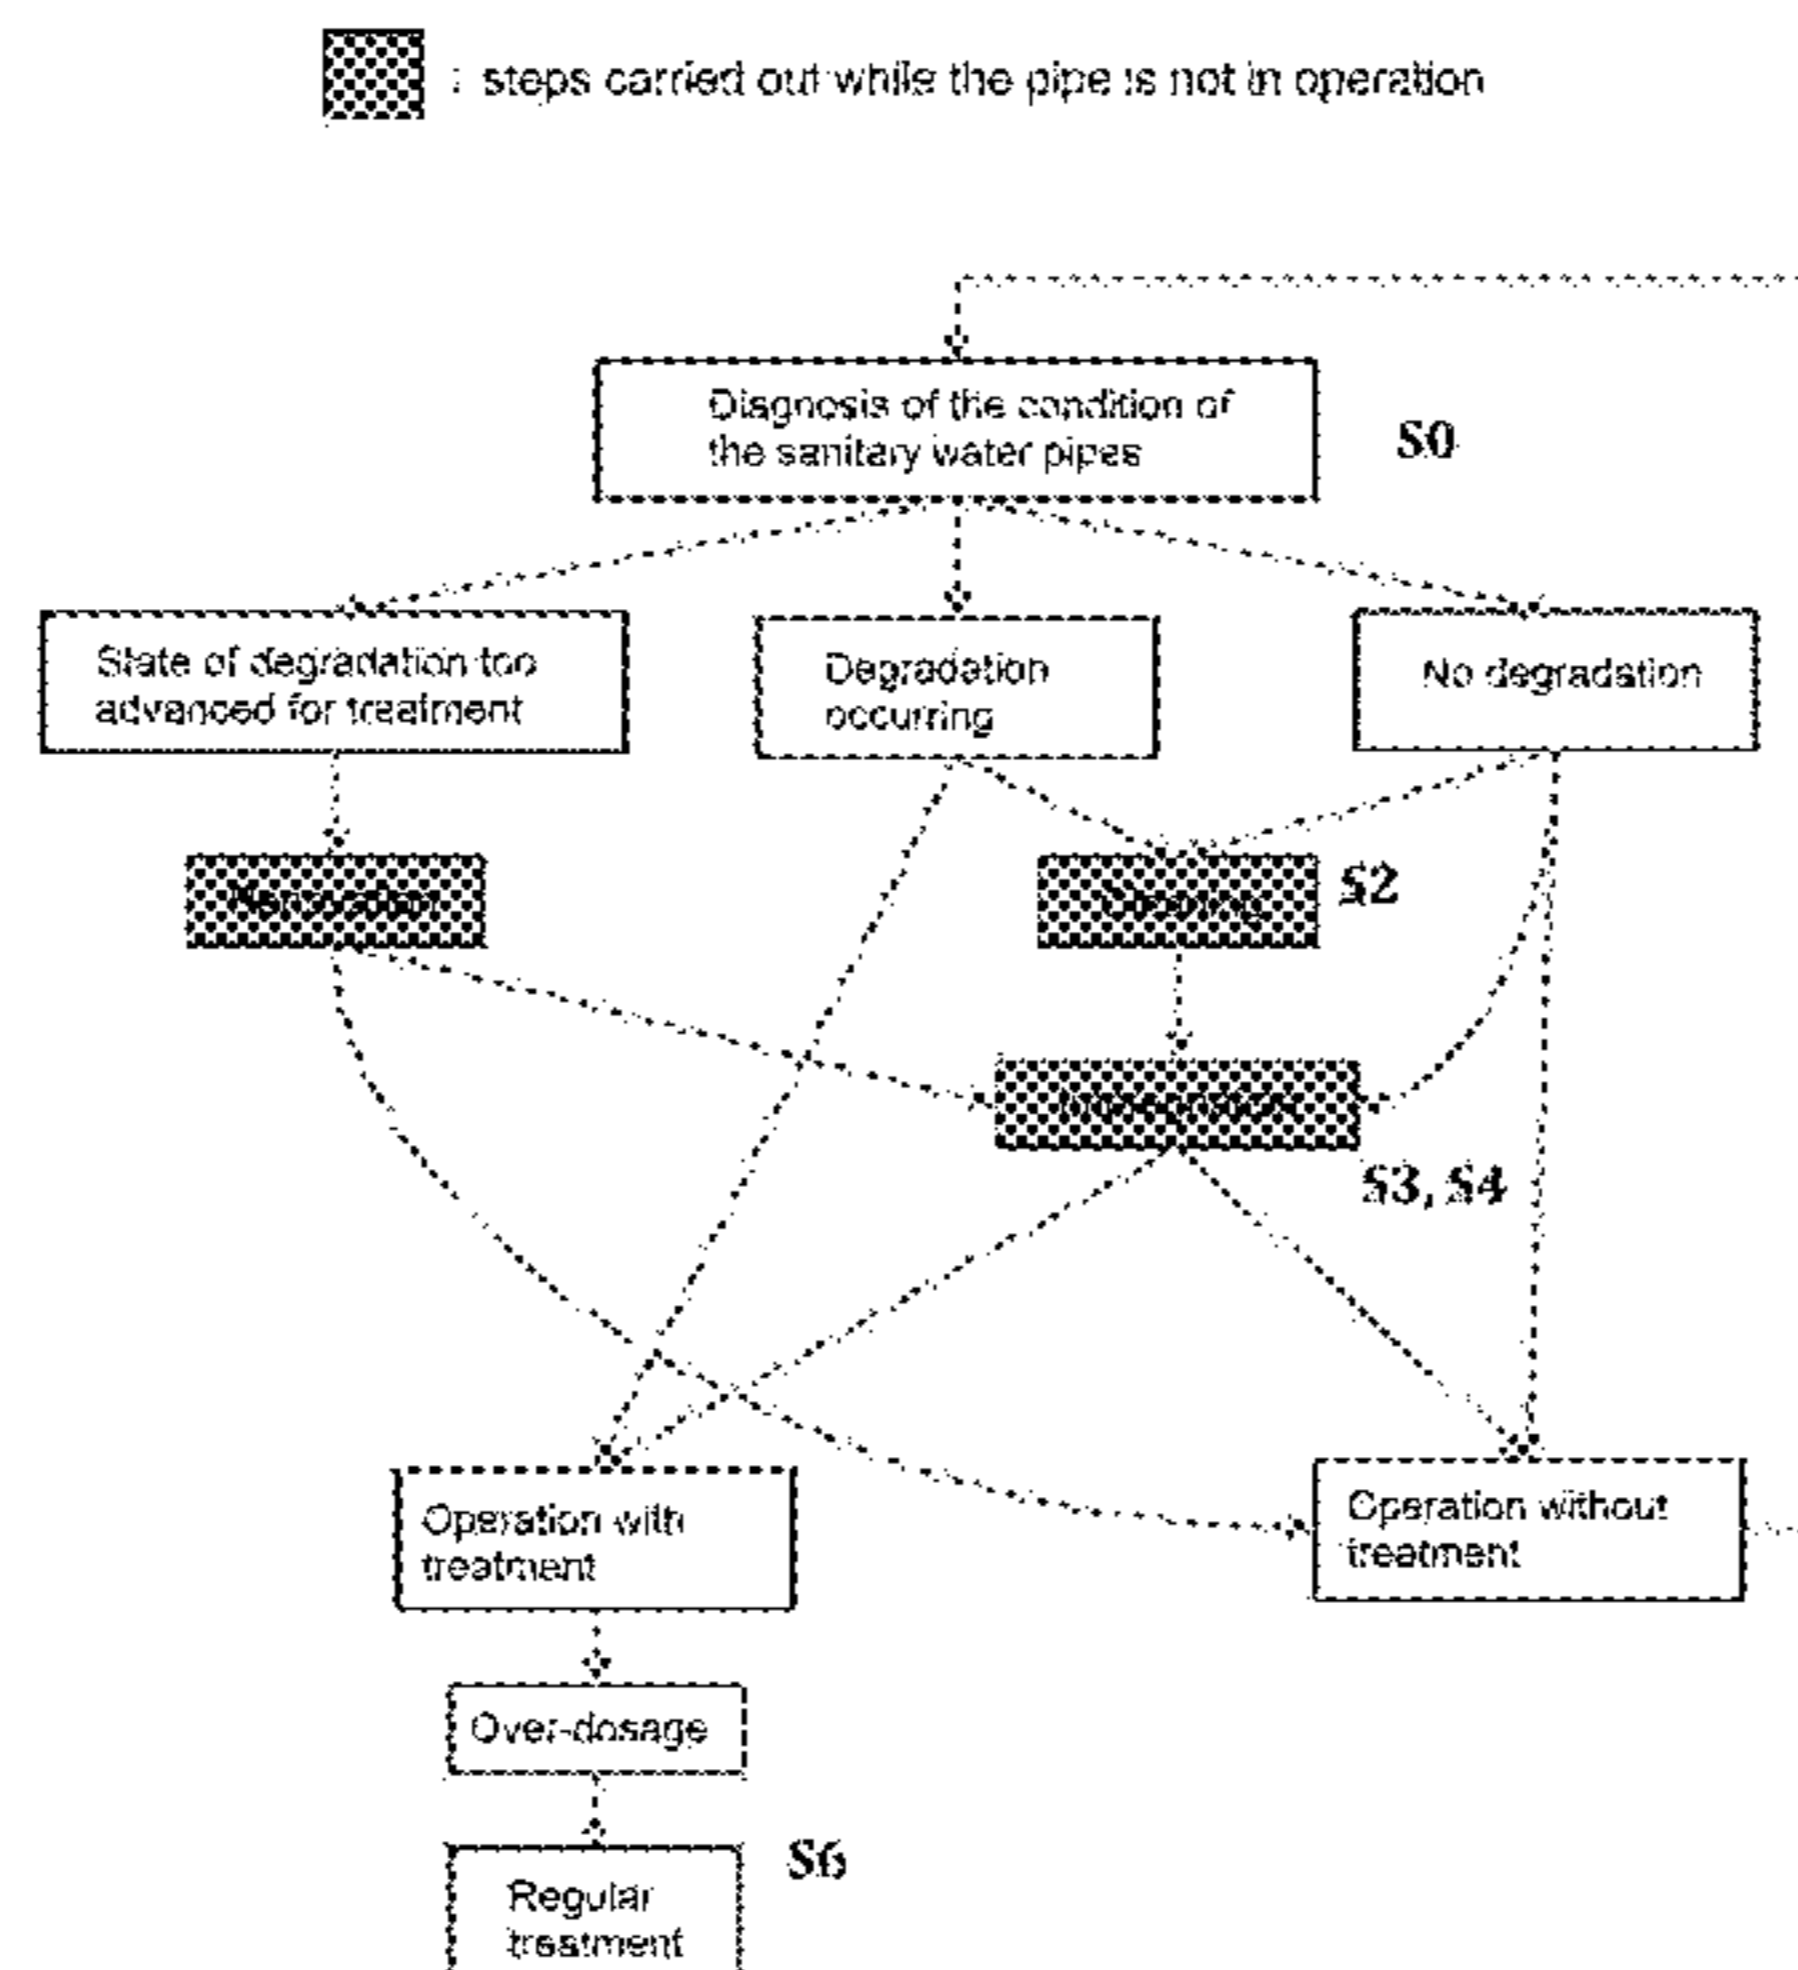 : steps carried out while the pipe is not in operation
Diagnosis of the condition of
the sanitary water pipes
S0
State of degradation too
advanced for treatment
Degradation
occurring
No degradation
Renovation
Cleaning
S2
S3, S4
Operation with
treatment
Operation without
treatment
Over-dosage
S6
Regular
treatment